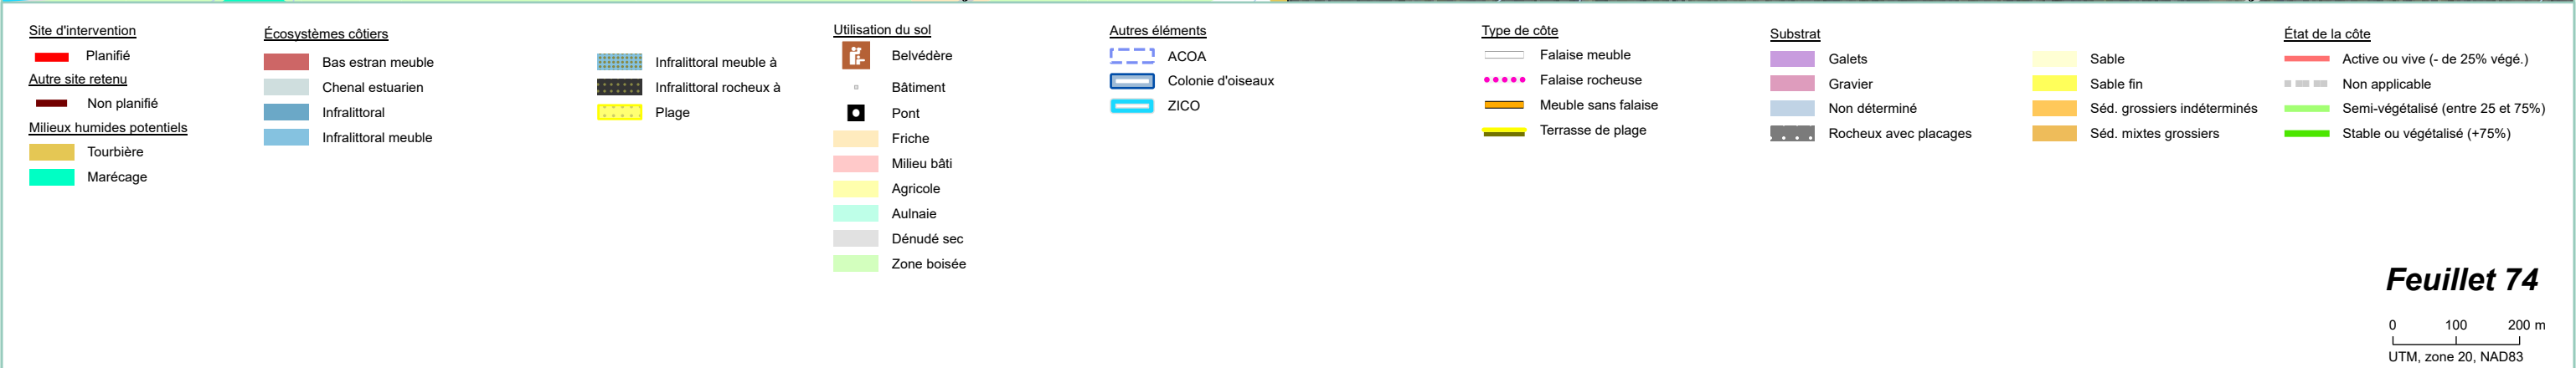 Site d'intervention
Planifié
Autre site retenu
Non planifié
Milieux humides potentiels
Tourbière
Marécage
Écosystèmes côtiers
Bas estran meuble
Chenal estuarien
Infralittoral
Infralittoral meuble
Infralittoral meuble à
Infralittoral rocheux à
Plage
Utilisation du sol
Belvédère
Bâtiment
Pont
Friche
Milieu bâti
Agricole
Aulnaie
Dénudé sec
Zone boisée
Autres éléments
ACOA
Colonie d'oiseaux
ZICO
Type de côte
Falaise meuble
Falaise rocheuse
Meuble sans falaise
Terrasse de plage
Substrat
Galets
Gravier
Non déterminé
Rocheux avec placages
Sable
Sable fin
Séd. grossiers indéterminés
Séd. mixtes grossiers
État de la côte
Active ou vive (- de 25% végé.)
Non applicable
Semi-végétalisé (entre 25 et 75%)
Stable ou végétalisé (+75%)
Feuillet 74
0 100 200 m
UTM, zone 20, NAD83